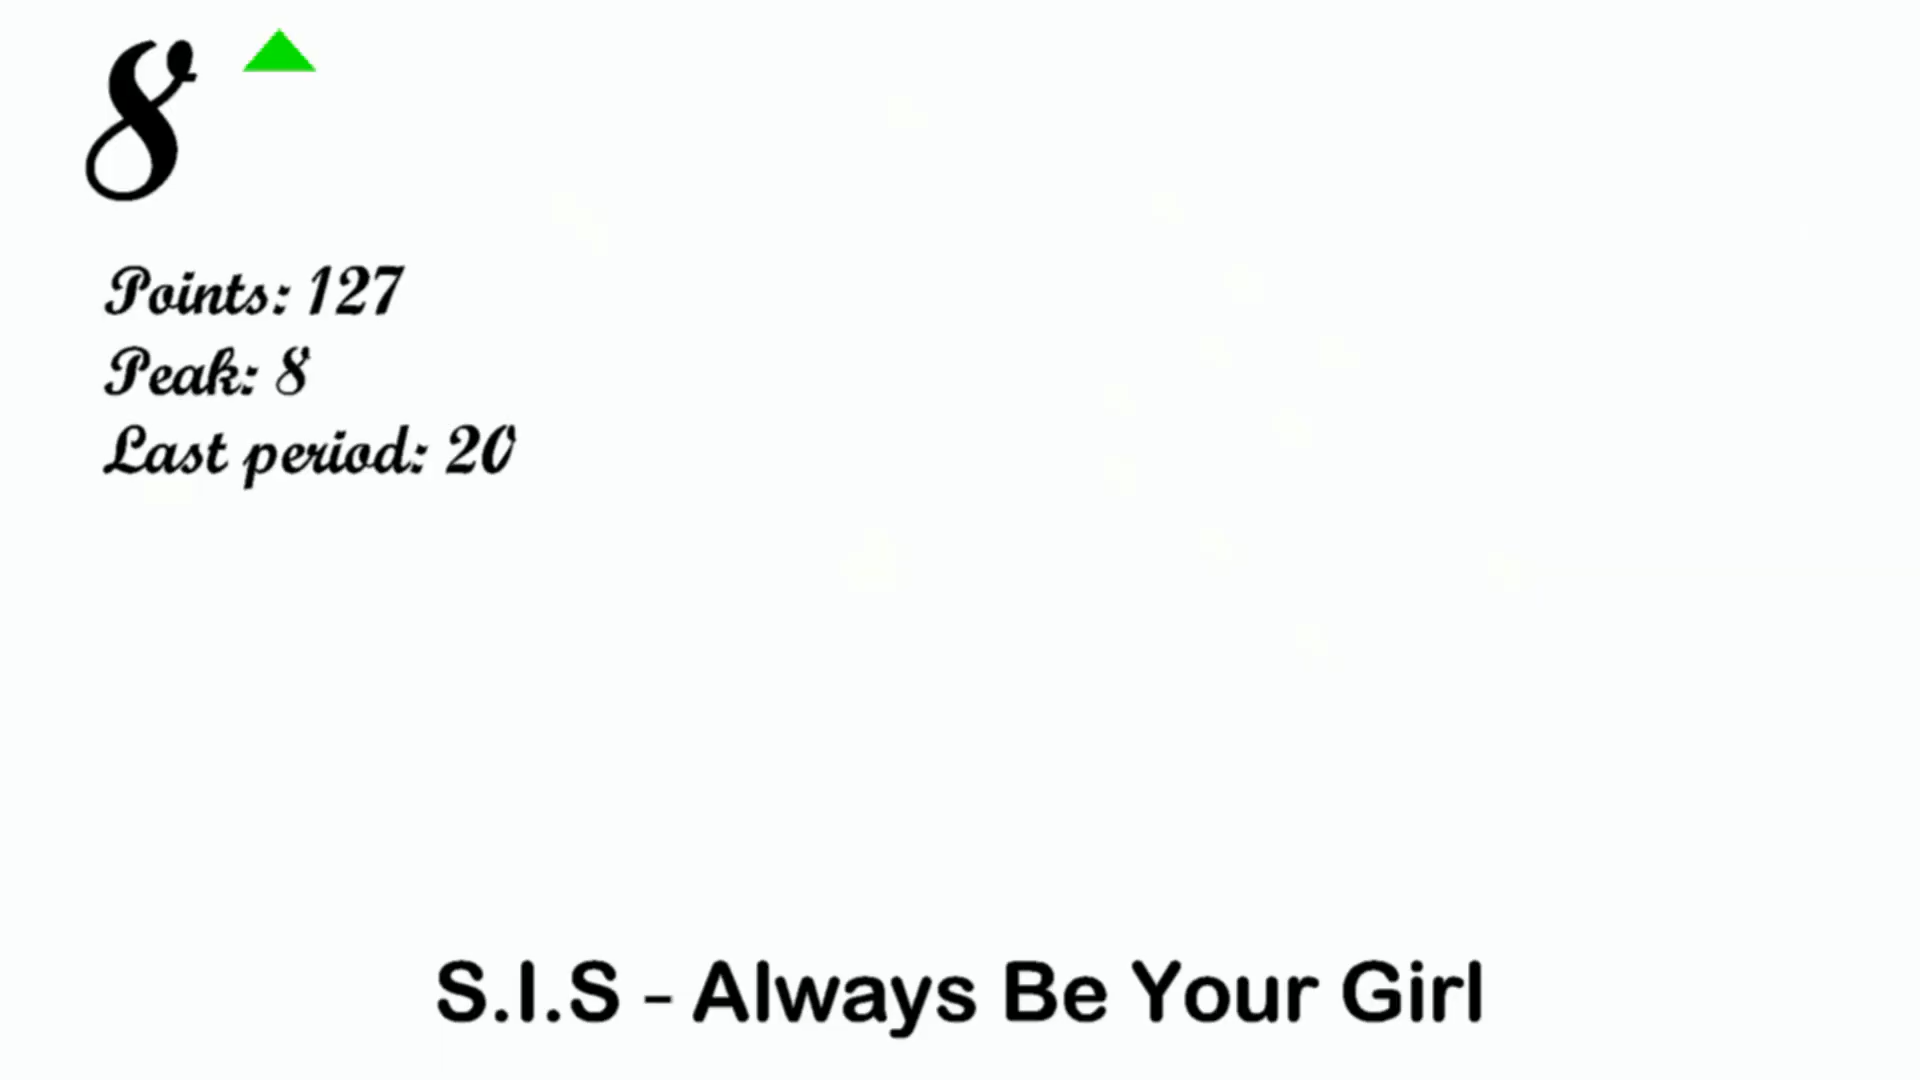 8
Points: 127
Peak: 8
Last period: 20
S.I.S - Always Be Your Girl